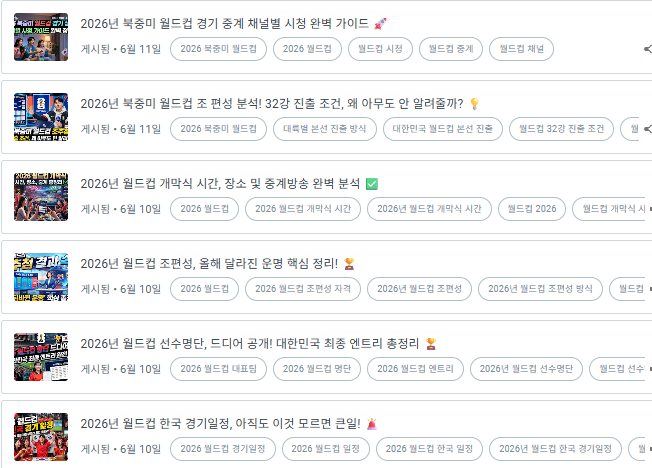 2026년 북중미 월드컵 경기 중계 채널별 시청 완벽 가이드 🚀
게시됨 • 6월 11일 2026 북중미 월드컵 2026 월드컵 월드컵 시청 월드컵 중계 월드컵 채널
2026년 북중미 월드컵 조 편성 분석! 32강 진출 조건, 왜 아무도 안 알려줄까? 💡
게시됨 • 6월 11일 2026 북중미 월드컵 대륙별 본선 진출 방식 대한민국 월드컵 본선 진출 월드컵 32강 진출 조건
2026년 월드컵 개막식 시간, 장소 및 중계방송 완벽 분석 ✅
게시됨 • 6월 10일 2026 월드컵 2026 월드컵 개막식 시간 2026년 월드컵 개막식 시간 월드컵 2026 월드컵 개막식 시
2026년 월드컵 조편성, 올해 달라진 운명 핵심 정리! 🏆
게시됨 • 6월 10일 2026 월드컵 2026 월드컵 조편성 자격 2026년 월드컵 조편성 2026년 월드컵 조편성 방식 월드컵
2026년 월드컵 선수명단, 드디어 공개! 대한민국 최종 엔트리 총정리 🏆
게시됨 • 6월 10일 2026 월드컵 대표팀 2026 월드컵 명단 2026 월드컵 엔트리 2026년 월드컵 선수명단 월드컵 선수
2026년 월드컵 한국 경기일정, 아직도 이것 모르면 큰일! 🚨
게시됨 • 6월 10일 2026 월드컵 경기일정 2026 월드컵 일정 2026 월드컵 한국 일정 2026년 월드컵 한국 경기일정